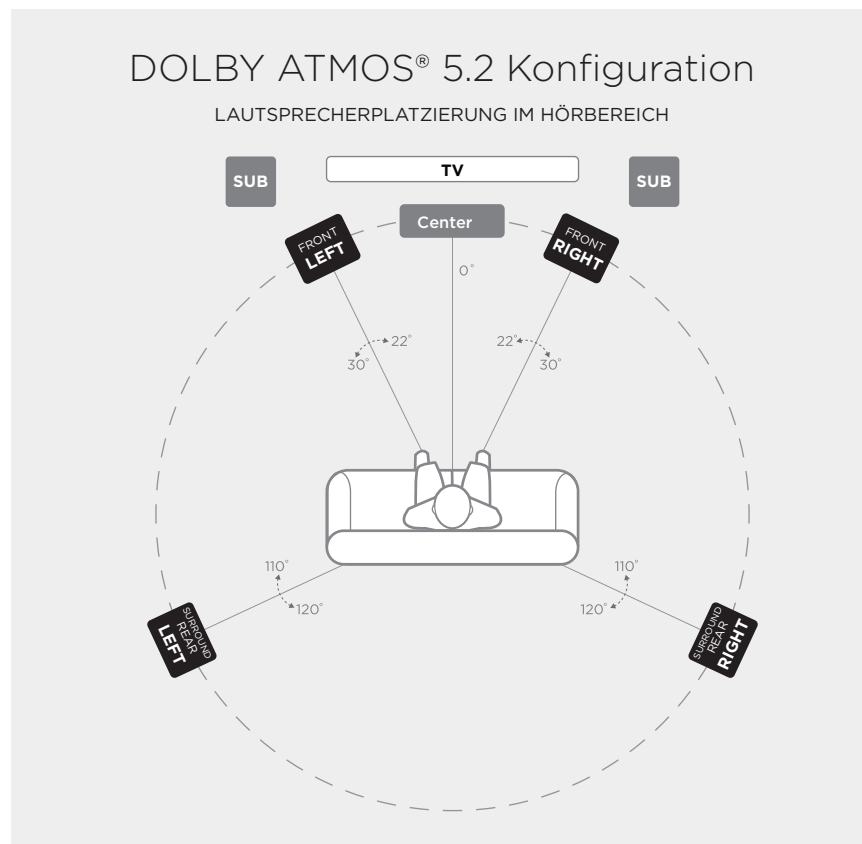 DOLBY ATMOS® 5.2 Konfiguration
LAUTSPRECHERPLATZIERUNG IM HÖRBEREICH
SUB
TV
SUB
Center
FRONT
LEFT
FRONT
RIGHT
0°
22°
30°
22°
30°
110°
120°
110°
120°
SURROUND
REAR
LEFT
SURROUND
REAR
RIGHT